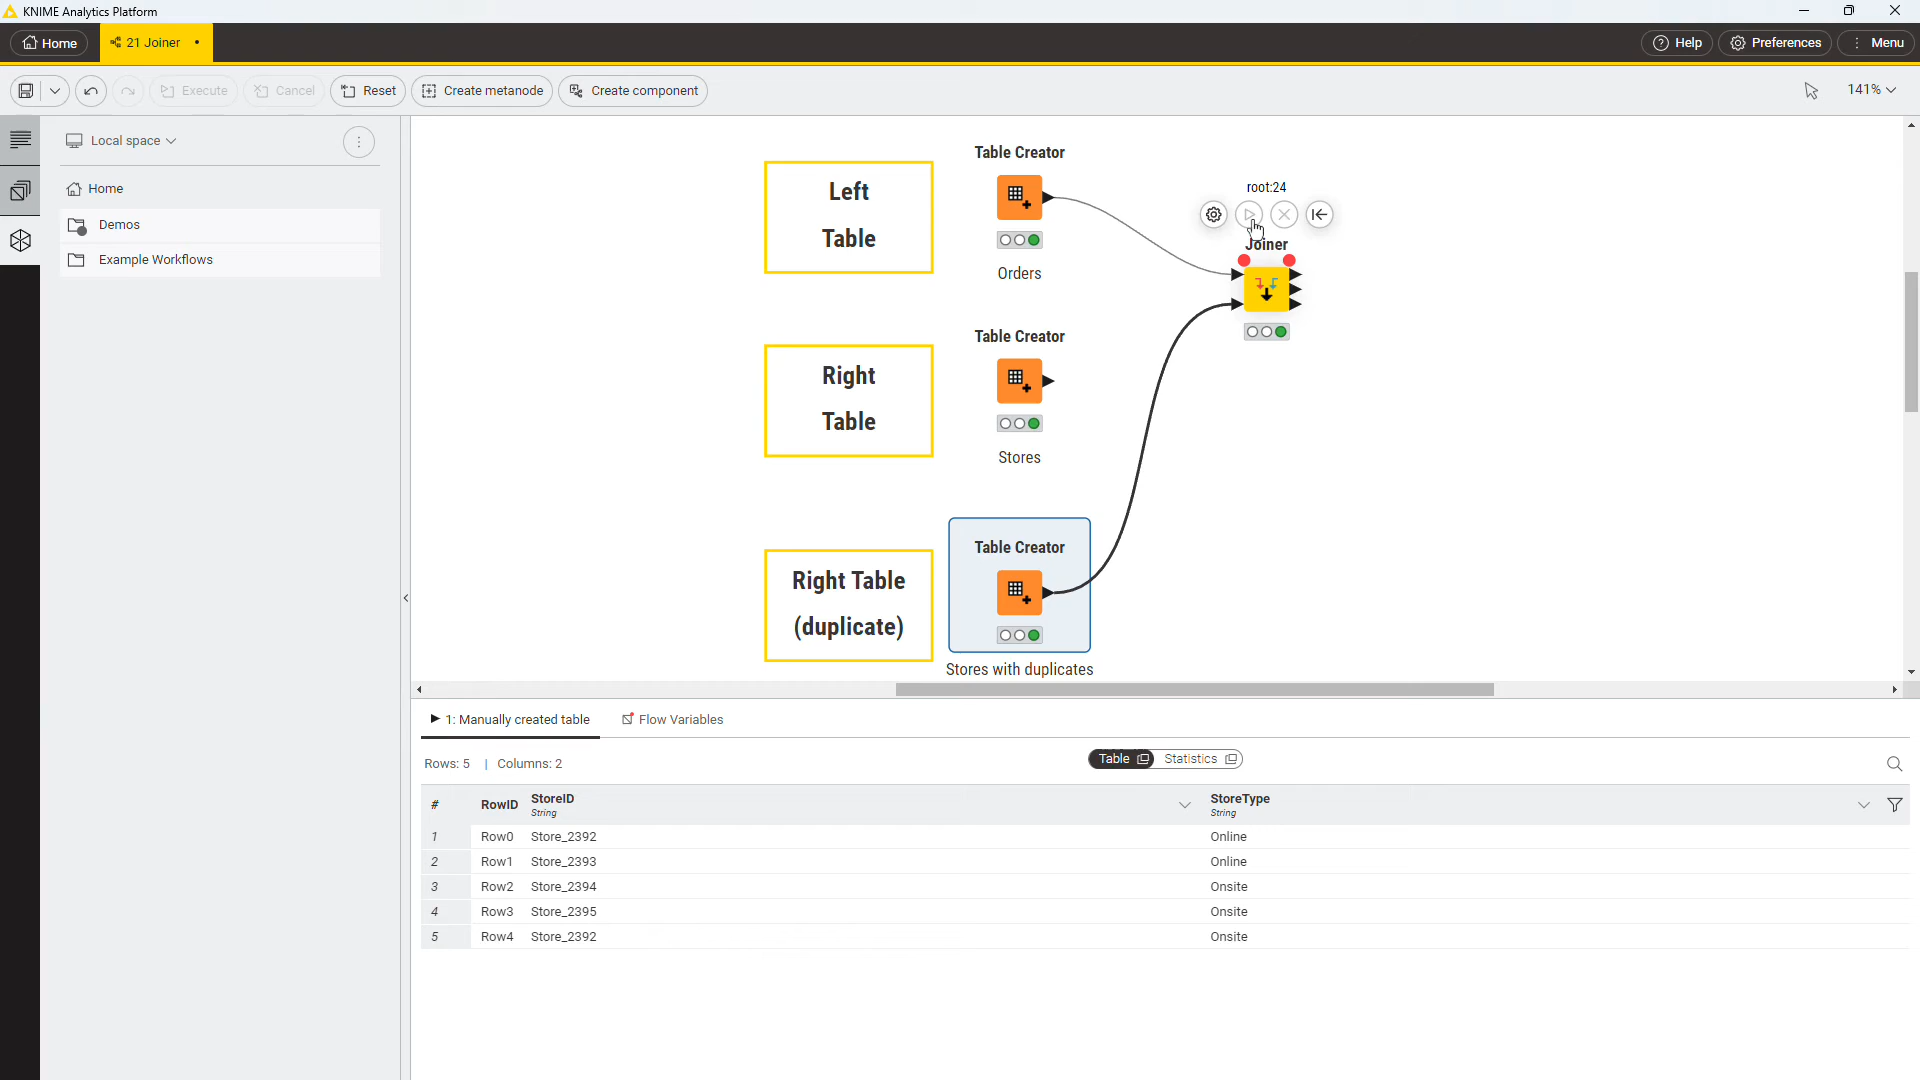 KNIME Analytics Platform
Home
21 Joiner •
Help
Preferences
Menu
Execute
Cancel
Reset
Create metanode
Create component
141%
Local space
Home
Demos
Example Workflows
Left
Table
Table Creator
Orders
root:24
Joiner
Right
Table
Table Creator
Stores
Right Table
(duplicate)
Table Creator
Stores with duplicates
1: Manually created table
Flow Variables
Rows: 5 | Columns: 2
Table
Statistics
# RowID StoreID StoreType
String String
1 Row0 Store_2392 Online
2 Row1 Store_2393 Online
3 Row2 Store_2394 Onsite
4 Row3 Store_2395 Onsite
5 Row4 Store_2392 Onsite